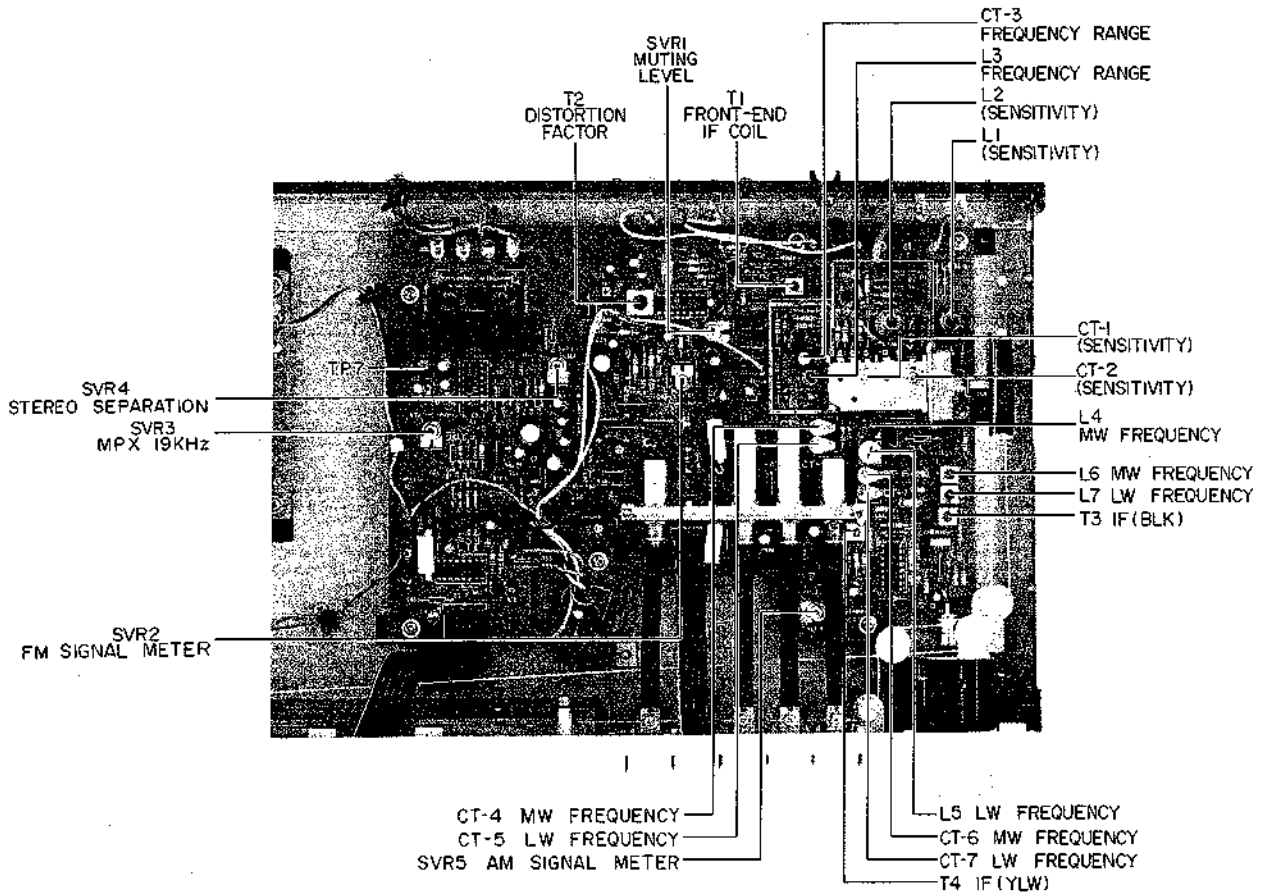 CT-3
FREQUENCY RANGE
L3
FREQUENCY RANGE
L2
(SENSITIVITY)
L1
(SENSITIVITY)
SVR1
MUTING
LEVEL
T2
DISTORTION
FACTOR
T1
FRONT-END
IF COIL
CT-1
(SENSITIVITY)
CT-2
(SENSITIVITY)
L4
MW FREQUENCY
L6 MW FREQUENCY
L7 LW FREQUENCY
T3 IF(BLK)
TP7
SVR4
STEREO SEPARATION
SVR3
MPX 19KHz
SVR2
FM SIGNAL METER
CT-4 MW FREQUENCY
CT-5 LW FREQUENCY
SVR5 AM SIGNAL METER
L5 LW FREQUENCY
CT-6 MW FREQUENCY
CT-7 LW FREQUENCY
T4 IF(YLW)